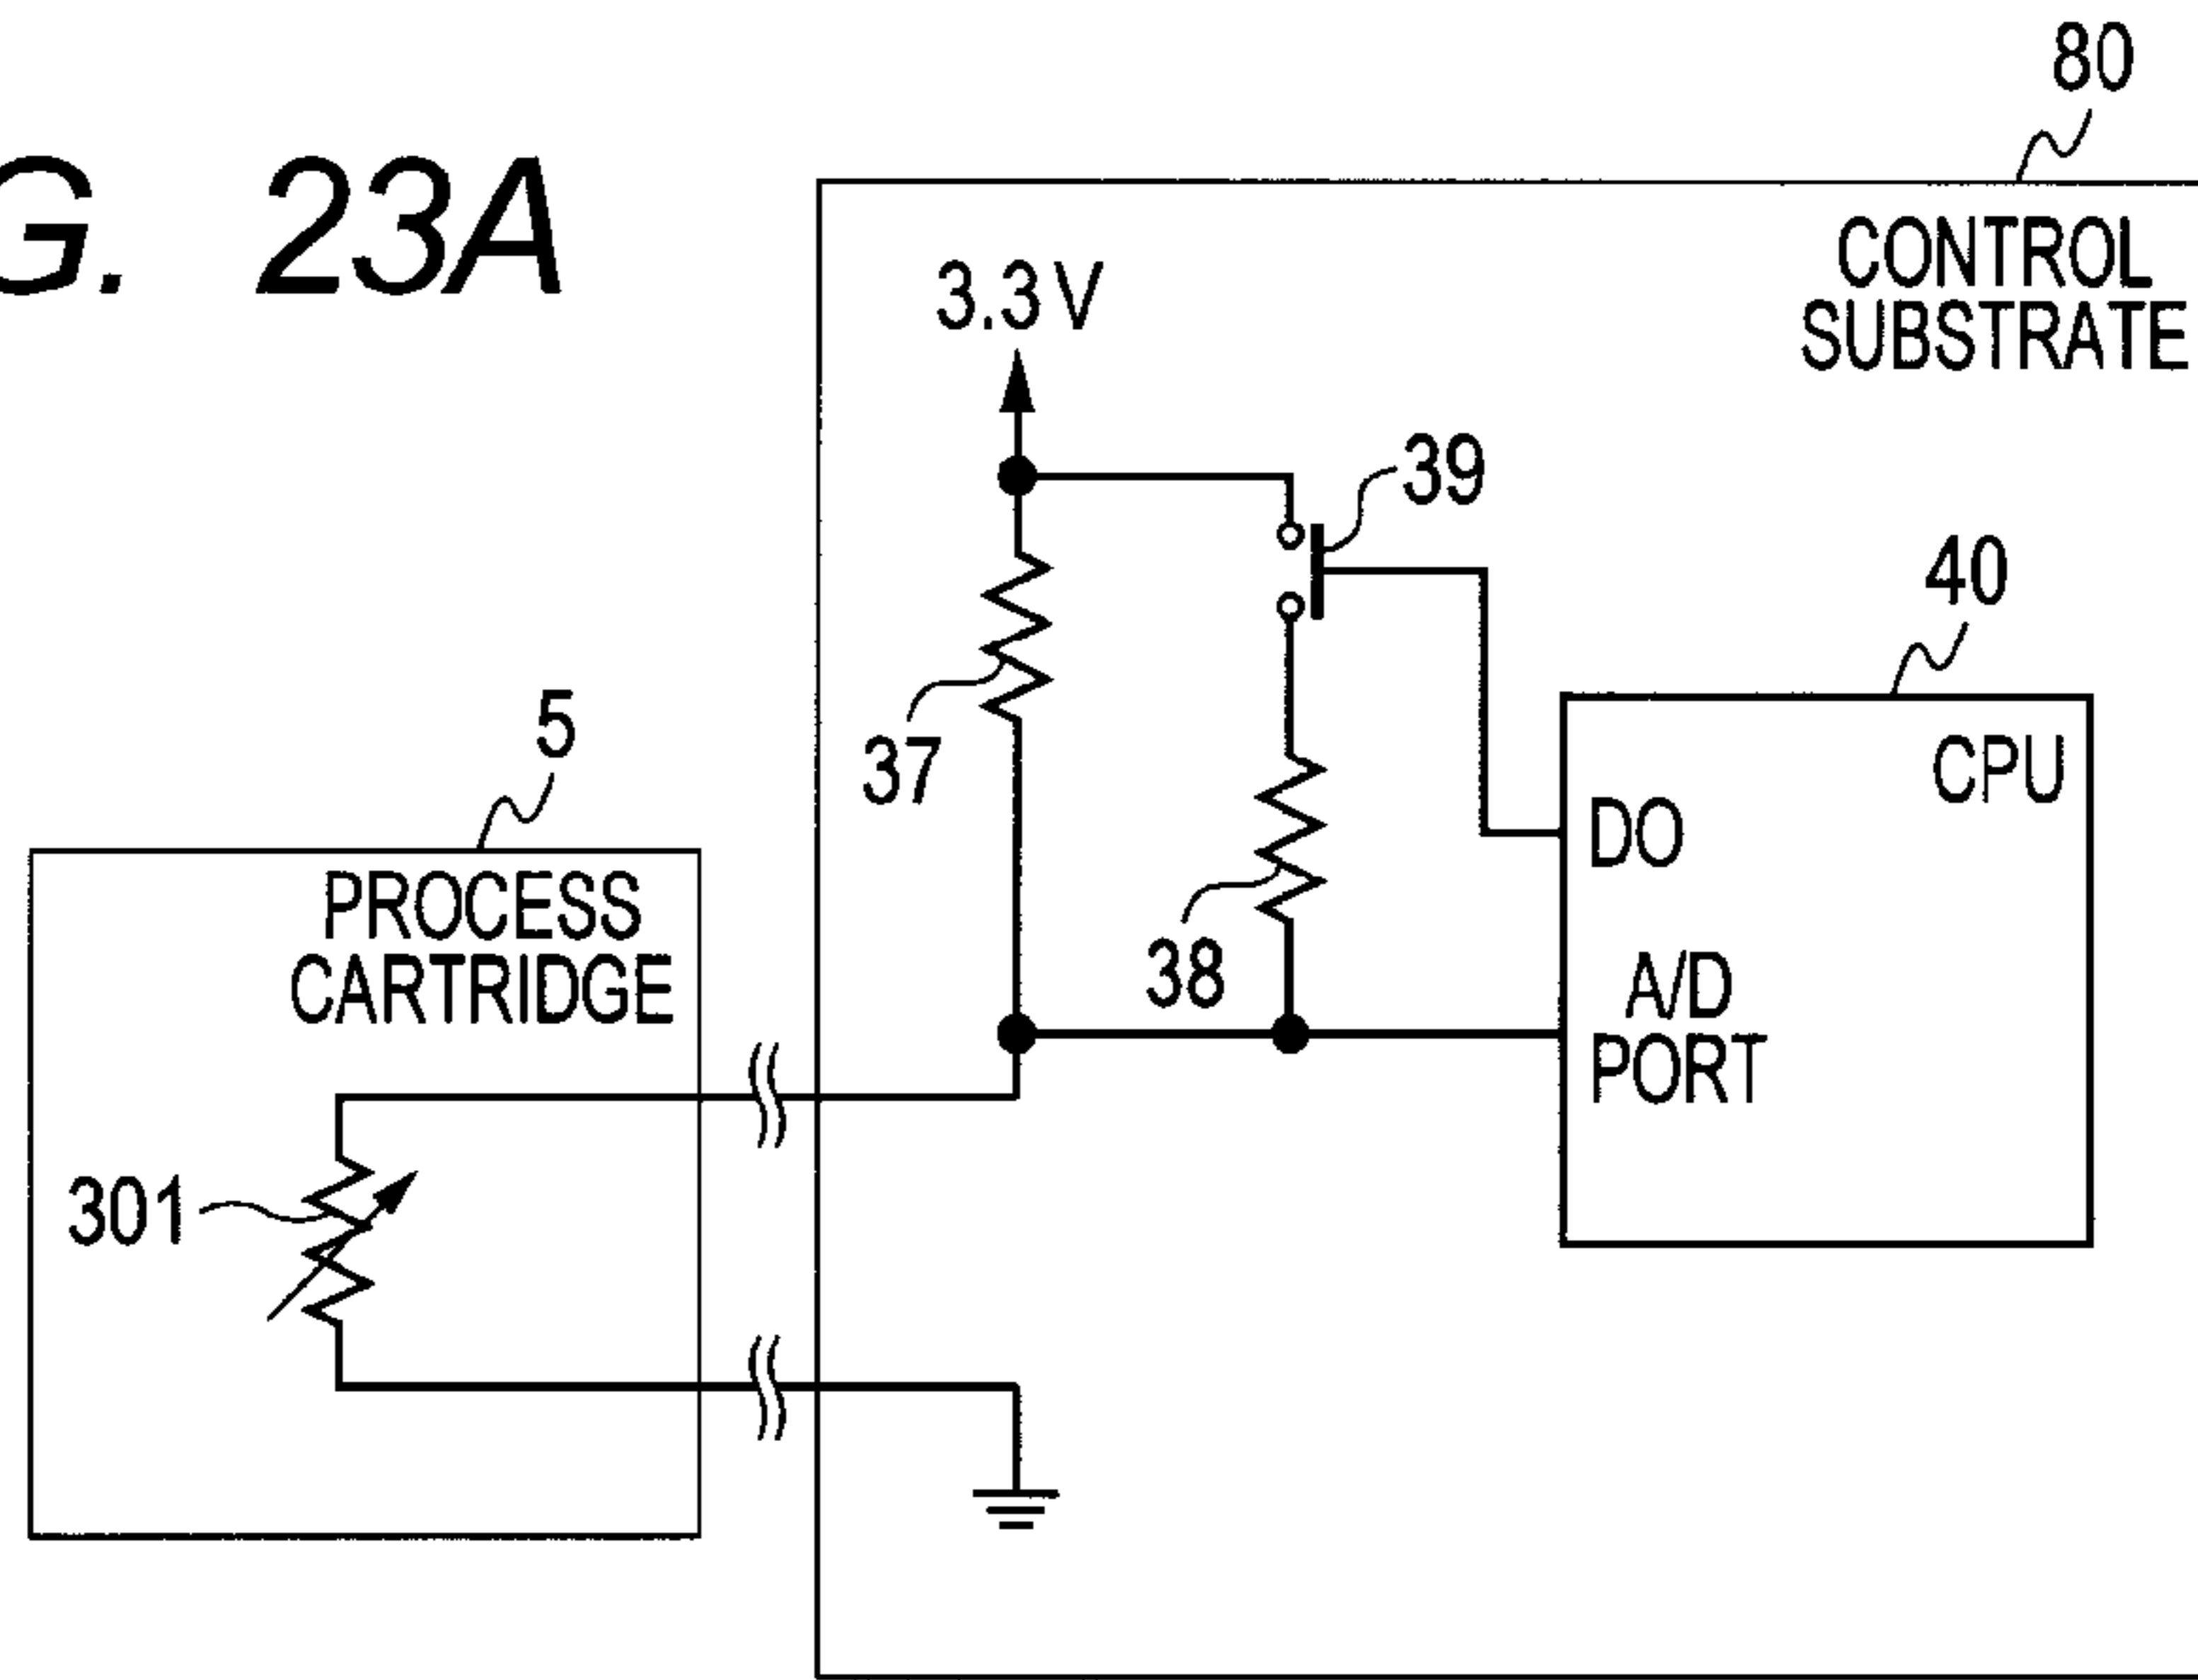 G. 23A
80
CONTROL
SUBSTRATE
3.3V
39
40
37
5
CPU
DO
38
A/D
PORT
PROCESS
CARTRIDGE
301